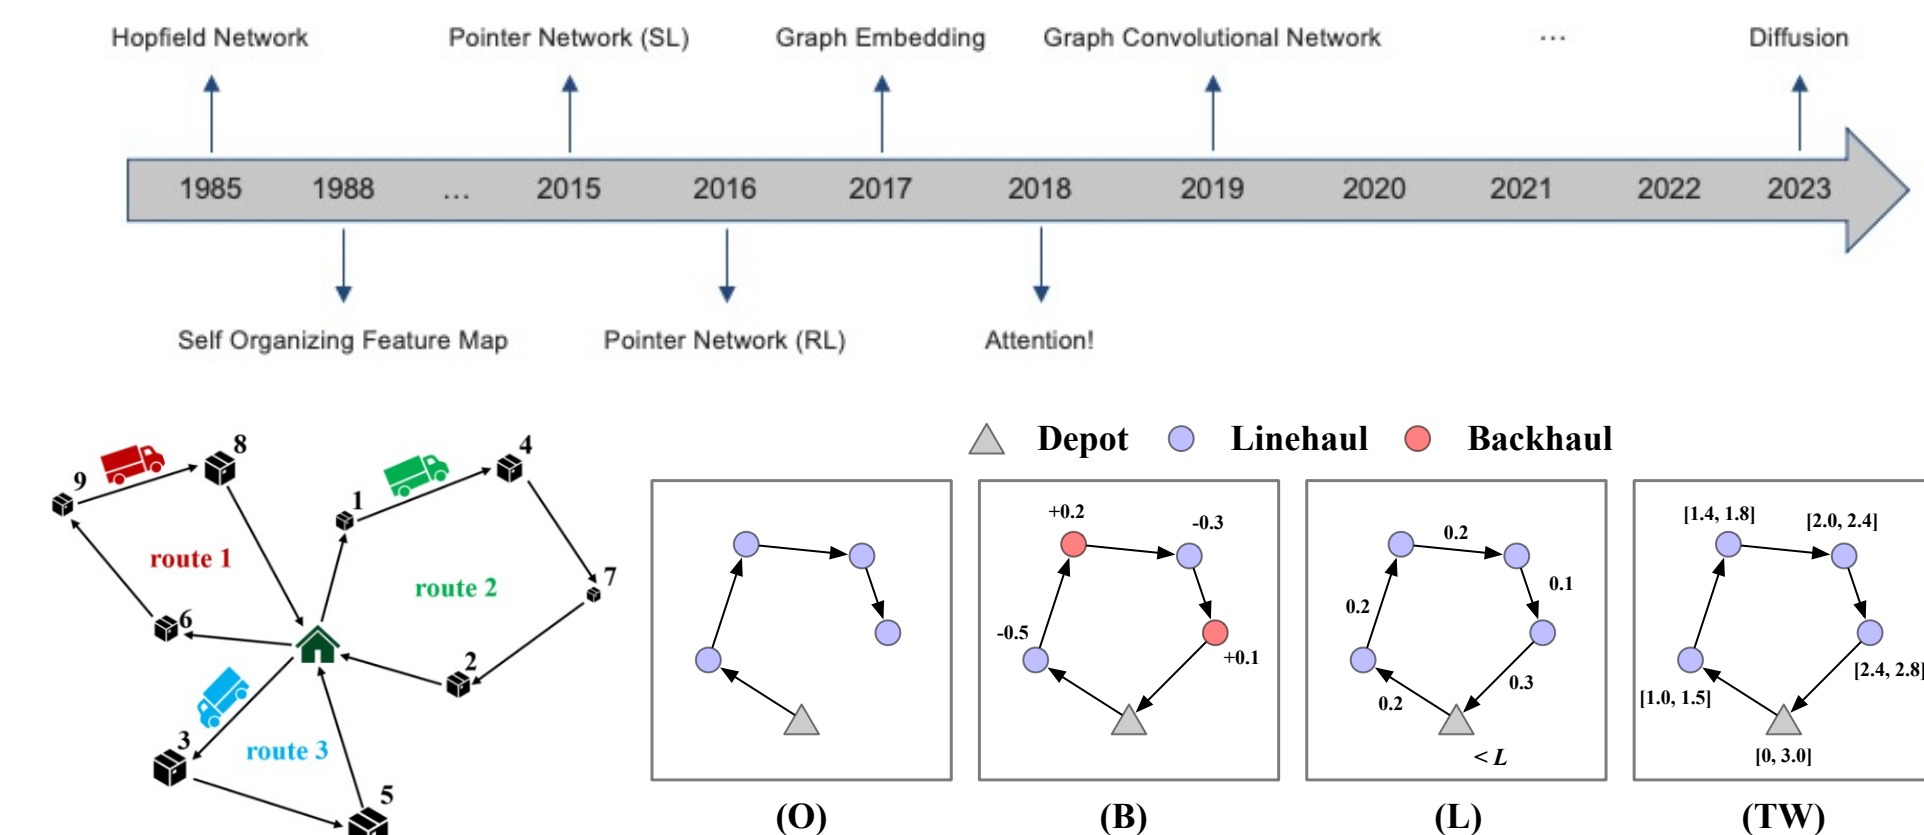 Hopfield Network
Pointer Network (SL)
Graph Embedding
Graph Convolutional Network
...
Diffusion
1985 1988 ... 2015 2016 2017 2018 2019 2020 2021 2022 2023
Self Organizing Feature Map
Pointer Network (RL)
Attention!
9
8
1
4
route 1
route 2
7
6
2
3
route 3
5
Depot Linehaul Backhaul
(O)
+0.2
-0.3
-0.5
+0.1
(B)
0.2
0.1
0.2
0.3
0.2
< L
(L)
[1.4, 1.8]
[2.0, 2.4]
[2.4, 2.8]
[1.0, 1.5]
[0, 3.0]
(TW)